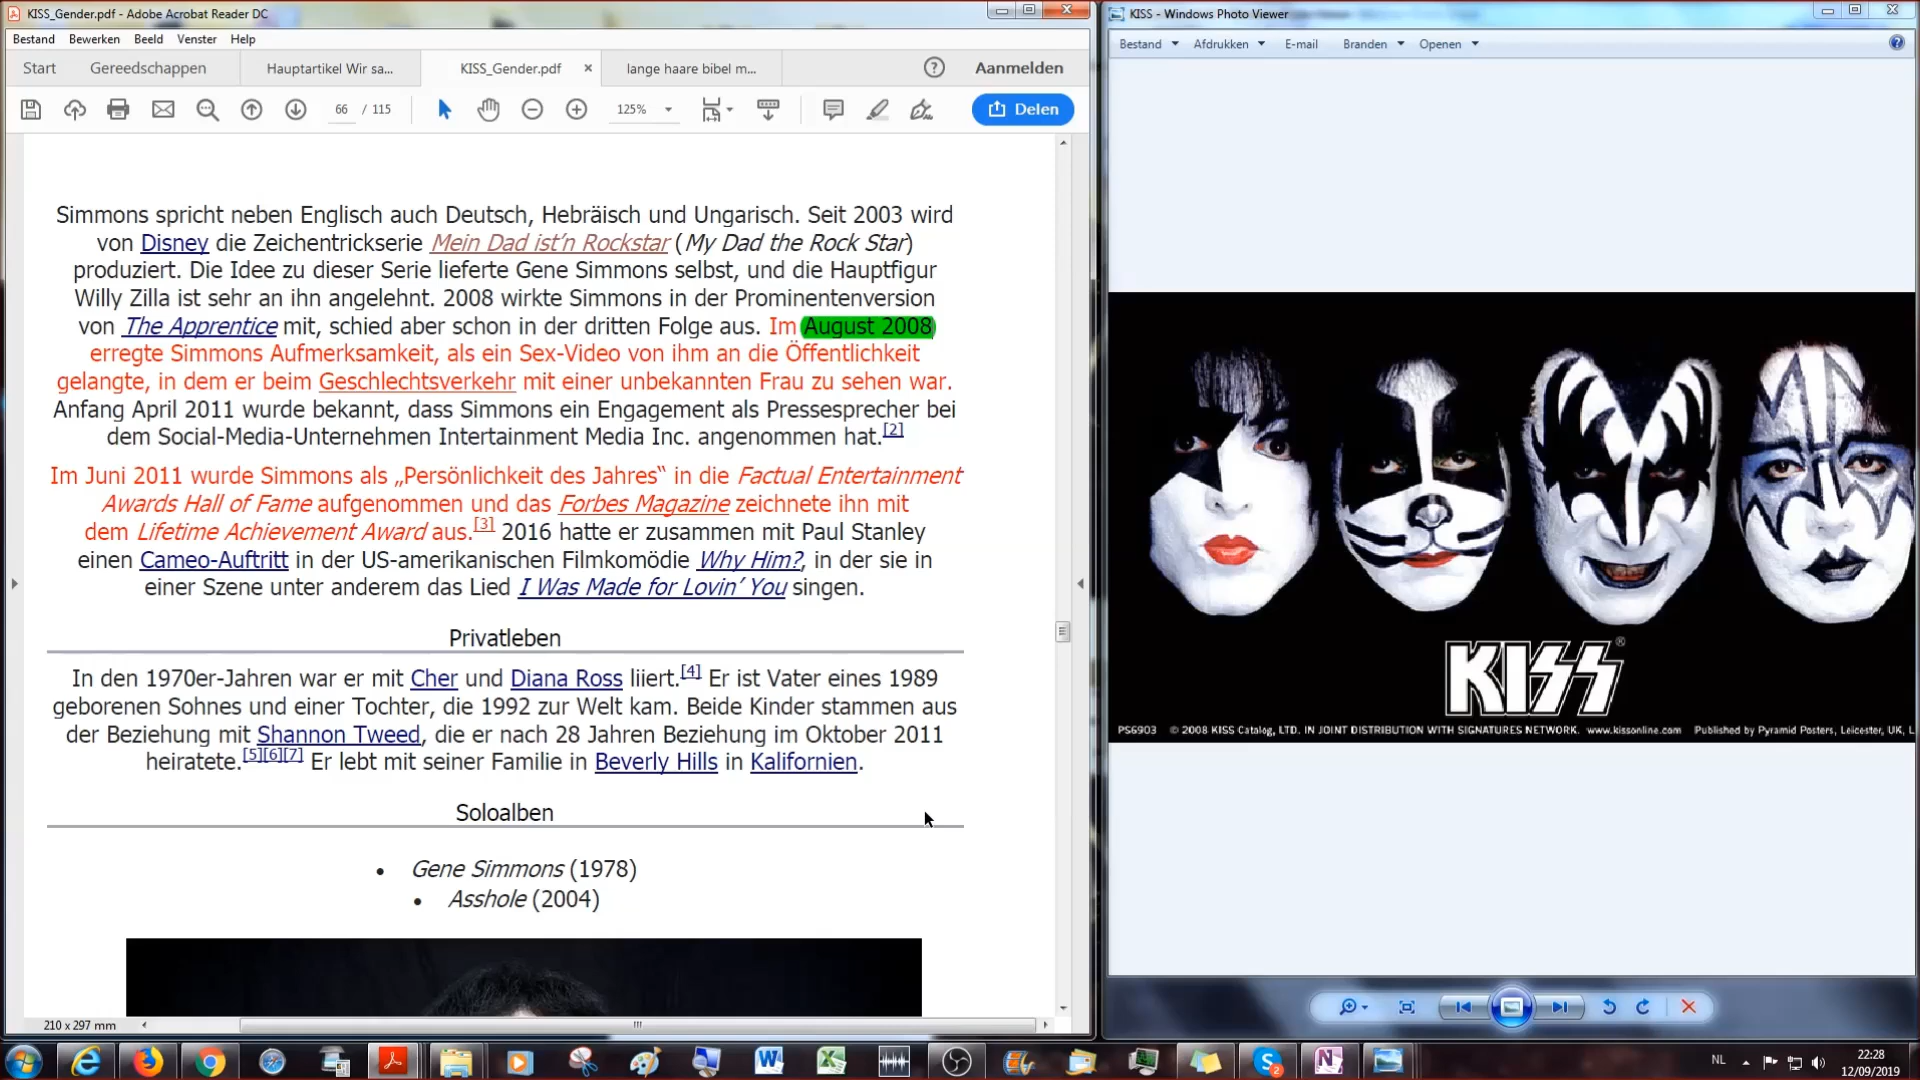 KISS_Gender.pdf - Adobe Acrobat Reader DC
Bestand Bewerken Beeld Venster Help
Start Gereedschappen Hauptartikel Wir sa... KISS_Gender.pdf × lange haare bibel m... Aanmelden
66 / 115 125% Delen
Simmons spricht neben Englisch auch Deutsch, Hebräisch und Ungarisch. Seit 2003 wird
von Disney die Zeichentrickserie Mein Dad ist’n Rockstar (My Dad the Rock Star)
produziert. Die Idee zu dieser Serie lieferte Gene Simmons selbst, und die Hauptfigur
Willy Zilla ist sehr an ihn angelehnt. 2008 wirkte Simmons in der Prominentenversion
von The Apprentice mit, schied aber schon in der dritten Folge aus. Im August 2008
erregte Simmons Aufmerksamkeit, als ein Sex-Video von ihm an die Öffentlichkeit
gelangte, in dem er beim Geschlechtsverkehr mit einer unbekannten Frau zu sehen war.
Anfang April 2011 wurde bekannt, dass Simmons ein Engagement als Pressesprecher bei
dem Social-Media-Unternehmen Intertainment Media Inc. angenommen hat.[2]
Im Juni 2011 wurde Simmons als „Persönlichkeit des Jahres“ in die Factual Entertainment
Awards Hall of Fame aufgenommen und das Forbes Magazine zeichnete ihn mit
dem Lifetime Achievement Award aus.[3] 2016 hatte er zusammen mit Paul Stanley
einen Cameo-Auftritt in der US-amerikanischen Filmkomödie Why Him?, in der sie in
einer Szene unter anderem das Lied I Was Made for Lovin’ You singen.
Privatleben
In den 1970er-Jahren war er mit Cher und Diana Ross liiert.[4] Er ist Vater eines 1989
geborenen Sohnes und einer Tochter, die 1992 zur Welt kam. Beide Kinder stammen aus
der Beziehung mit Shannon Tweed, die er nach 28 Jahren Beziehung im Oktober 2011
heiratete.[5][6][7] Er lebt mit seiner Familie in Beverly Hills in Kalifornien.
Soloalben
• Gene Simmons (1978)
• Asshole (2004)
210 x 297 mm
KISS - Windows Photo Viewer
Bestand Afdrukken E-mail Branden Openen
KISS®
PS6903 © 2008 KISS Catalog, LTD. IN JOINT DISTRIBUTION WITH SIGNATURES NETWORK. www.kissonline.com Published by Pyramid Posters, Leicester, UK, L
NL 22:28
12/09/2019